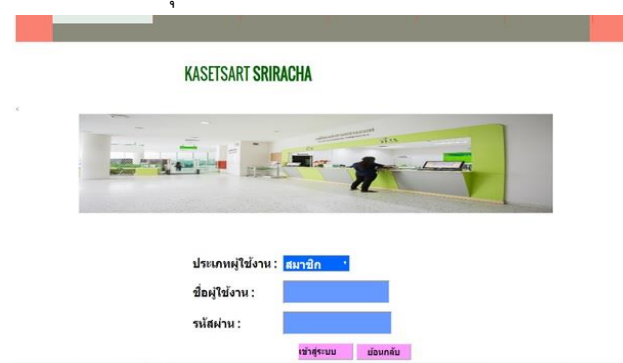 KASETSART SRIRACHA
ประเภทผู้ใช้งาน : สมาชิก
ชื่อผู้ใช้งาน :
รหัสผ่าน :
เข้าสู่ระบบ ย้อนกลับ